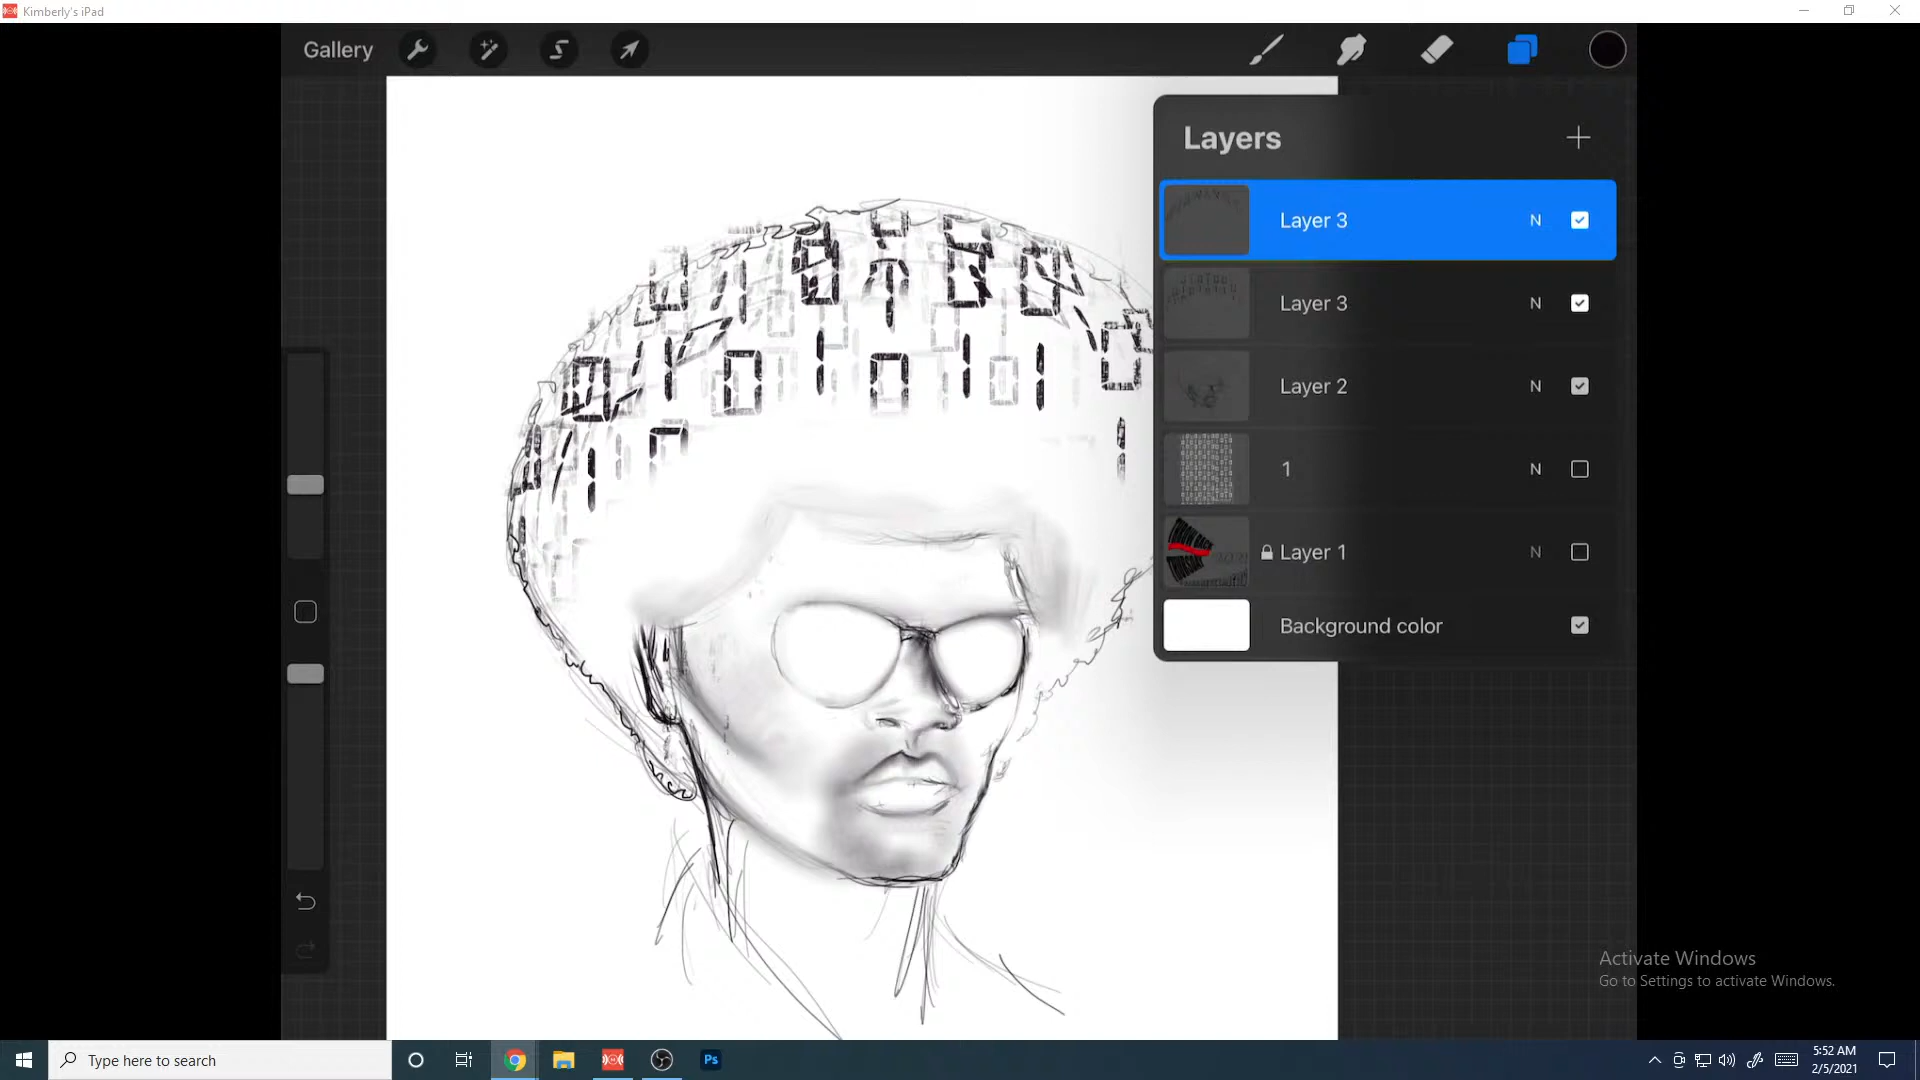 Kimberly's iPad
Gallery
Layers
Layer 3 N
Layer 3 N
Layer 2 N
1 N
Layer 1 N
Background color
Activate Windows
Go to Settings to activate Windows.
Type here to search
Ps
5:52 AM
2/5/2021